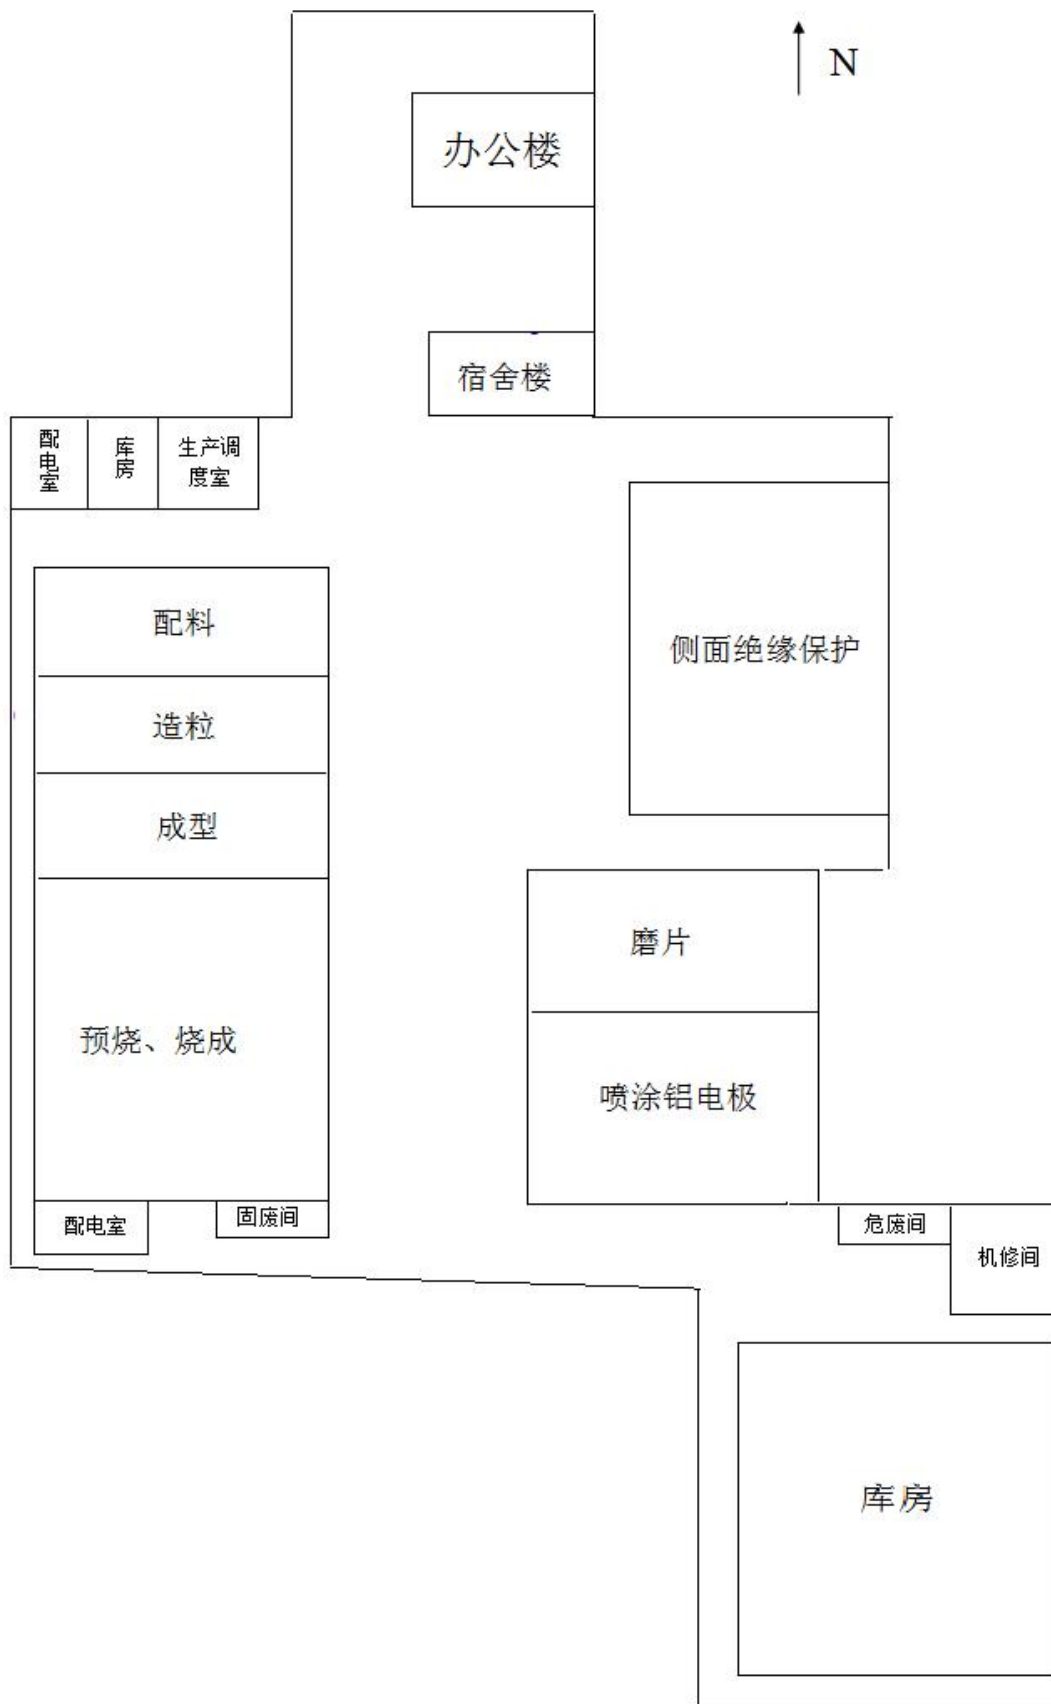 N
办公楼
宿舍楼
配电室
库房
生产调
度室
配料
侧面绝缘保护
造粒
成型
磨片
预烧、烧成
喷涂铝电极
配电室
固废间
危废间
机修间
库房